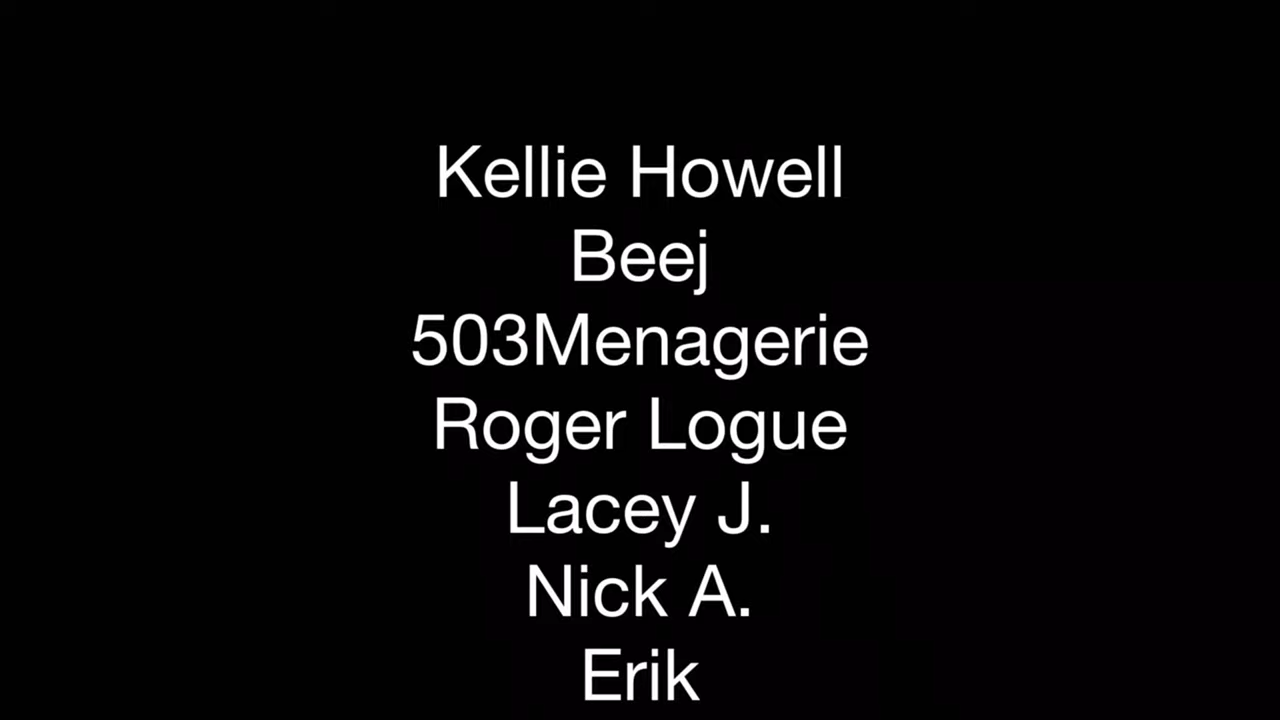 Kellie Howell
Beej
503Menagerie
Roger Logue
Lacey J.
Nick A.
Erik